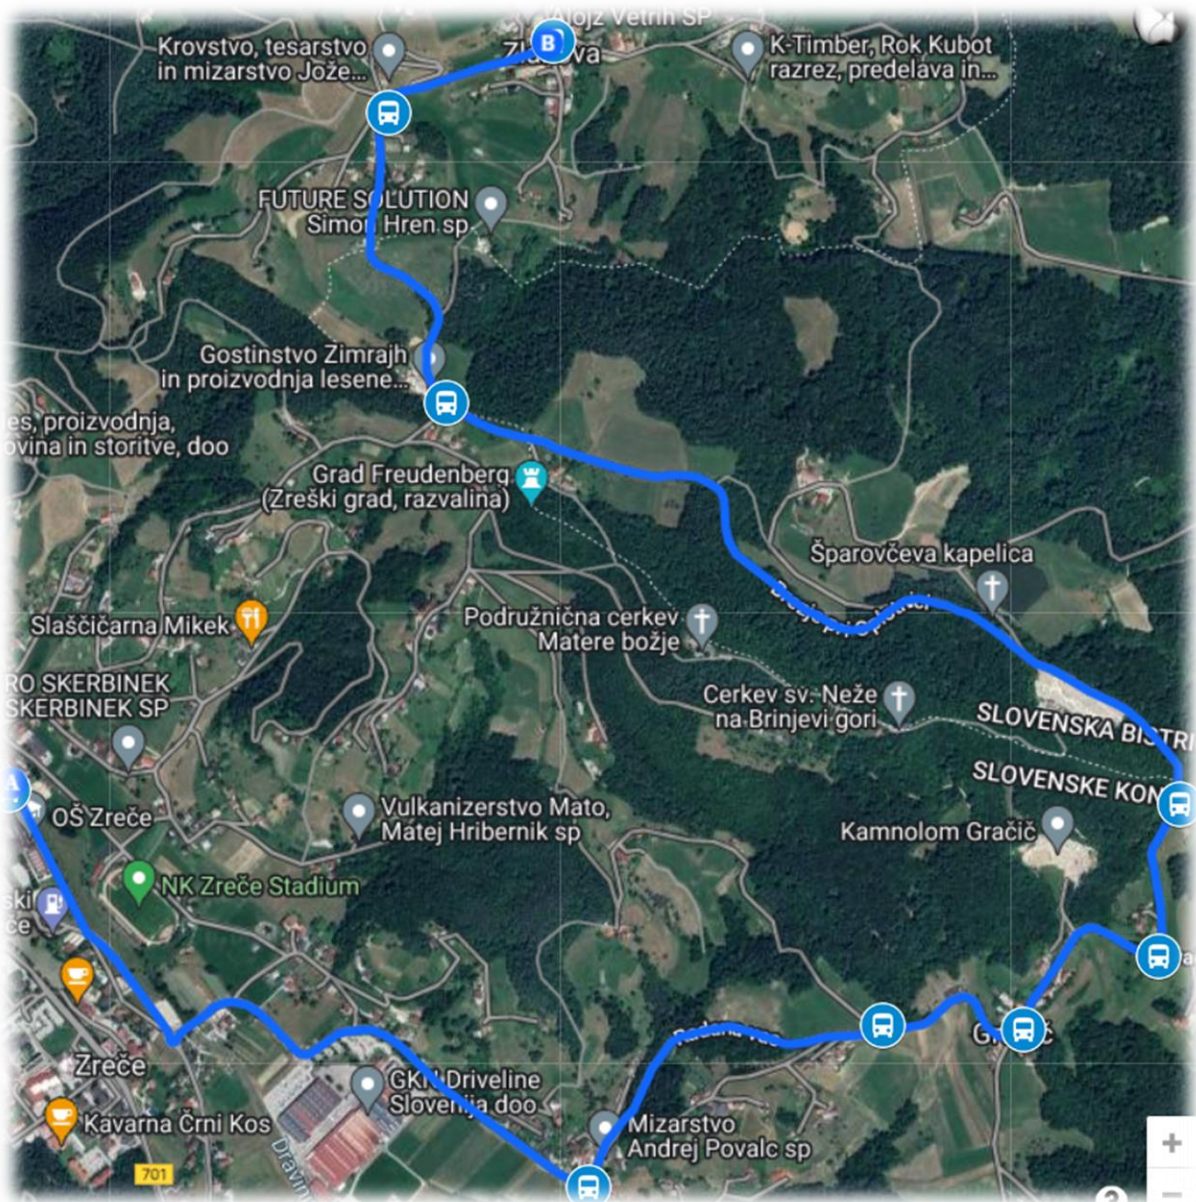 Alojz Vetrih SP
Krovstvo, tesarstvo
in mizarstvo Jože...
B
K-Timber, Rok Kubot
razrez, predelava in...
FUTURE SOLUTION
Simon Hren sp
Gostinstvo Zimrajh
in proizvodnja lesene...
es, proizvodnja,
ovina in storitve, doo
Grad Freudenberg
(Zreški grad, razvalina)
Šparovčeva kapelica
Slaščičarna Mikek
Podružnična cerkev
Matere božje
RO SKERBINEK
SKERBINEK SP
Cerkev sv. Neže
na Brinjevi gori
SLOVENSKA BISTRI
SLOVENSKE KON
A
OŠ Zreče
Vulkanizerstvo Mato,
Matej Hribernik sp
Kamnolom Gračič
NK Zreče Stadium
ski
če
Zreče
GKN Driveline
Slovenija doo
Kavarna Črni Kos
Mizarstvo
Andrej Povalc sp
Dravin
701
+